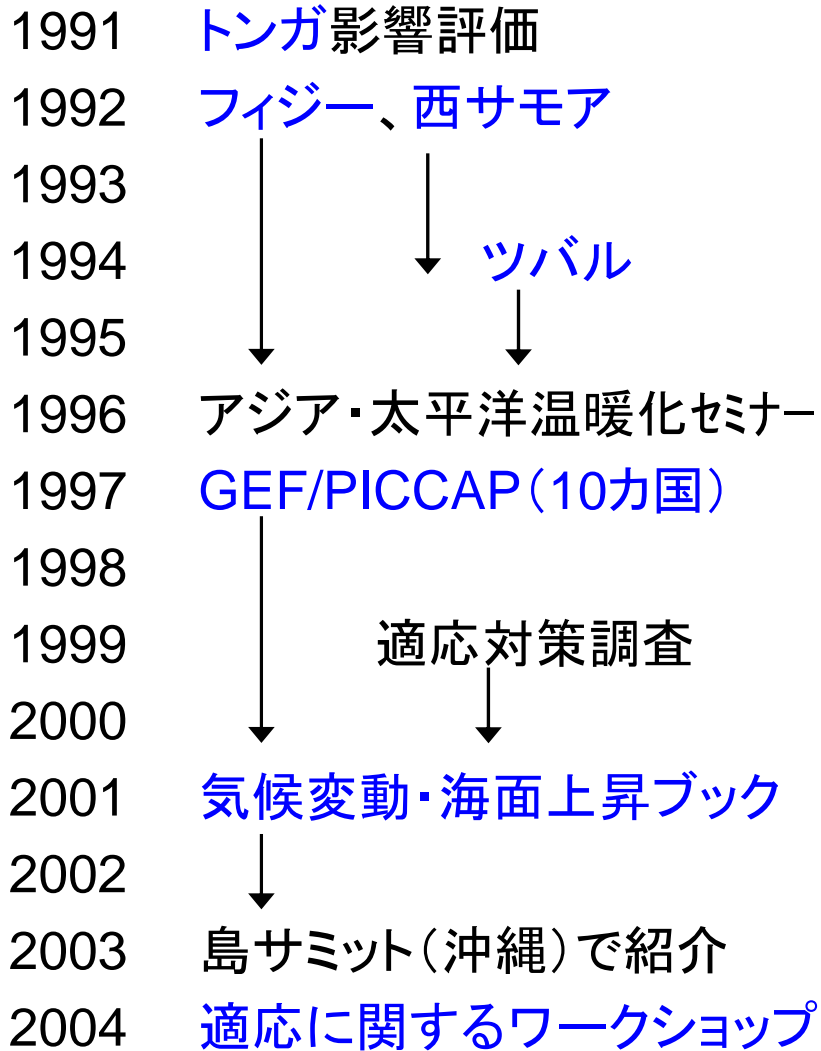 1991 トンガ影響評価
1992 フィジー、西サモア
1993
1994 ツバル
1995
1996 アジア・太平洋温暖化セミナー
1997 GEF/PICCAP(10カ国)
1998
1999 適応対策調査
2000
2001 気候変動・海面上昇ブック
2002
2003 島サミット(沖縄)で紹介
2004 適応に関するワークショップ